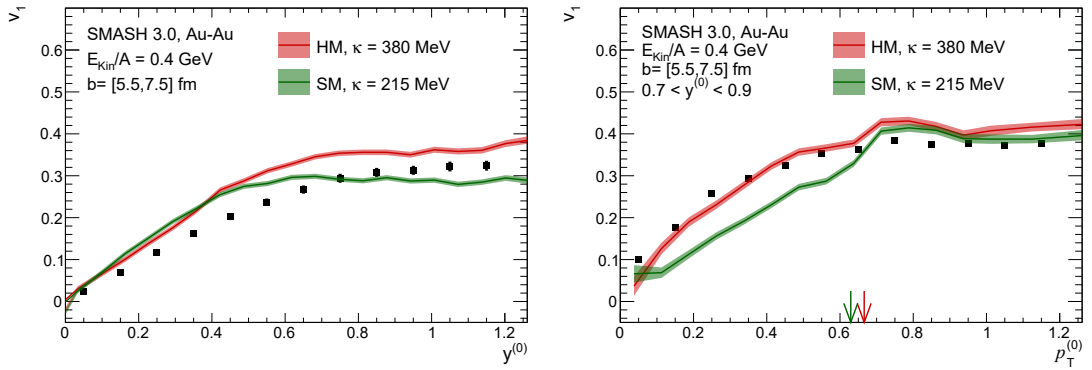 v₁
0.6
0.5
0.4
0.3
0.2
0.1
0
SMASH 3.0, Au-Au
E_Kin/A = 0.4 GeV
b= [5.5,7.5] fm
HM, κ = 380 MeV
SM, κ = 215 MeV
0 0.2 0.4 0.6 0.8 1 1.2
y⁽⁰⁾
v₁
0.6
0.5
0.4
0.3
0.2
0.1
0
SMASH 3.0, Au-Au
E_Kin/A = 0.4 GeV
b= [5.5,7.5] fm
0.7 < y⁽⁰⁾ < 0.9
HM, κ = 380 MeV
SM, κ = 215 MeV
0 0.2 0.4 0.6 0.8 1 1.2
p_T⁽⁰⁾